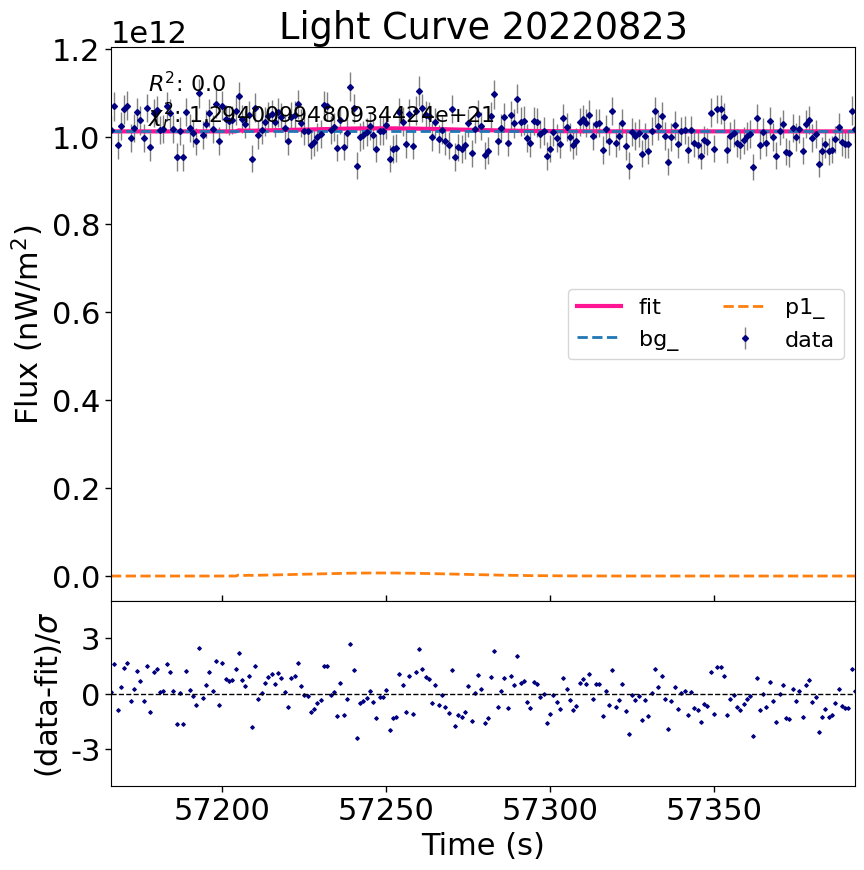 Light Curve 20220823
1e12
1.2
1.0
0.8
0.6
0.4
0.2
0.0
Flux (nW/m²)
R²: 0.0
fit
bg_
p1_
data
3
0
-3
(data-fit)/σ
57200
57250
57300
57350
Time (s)